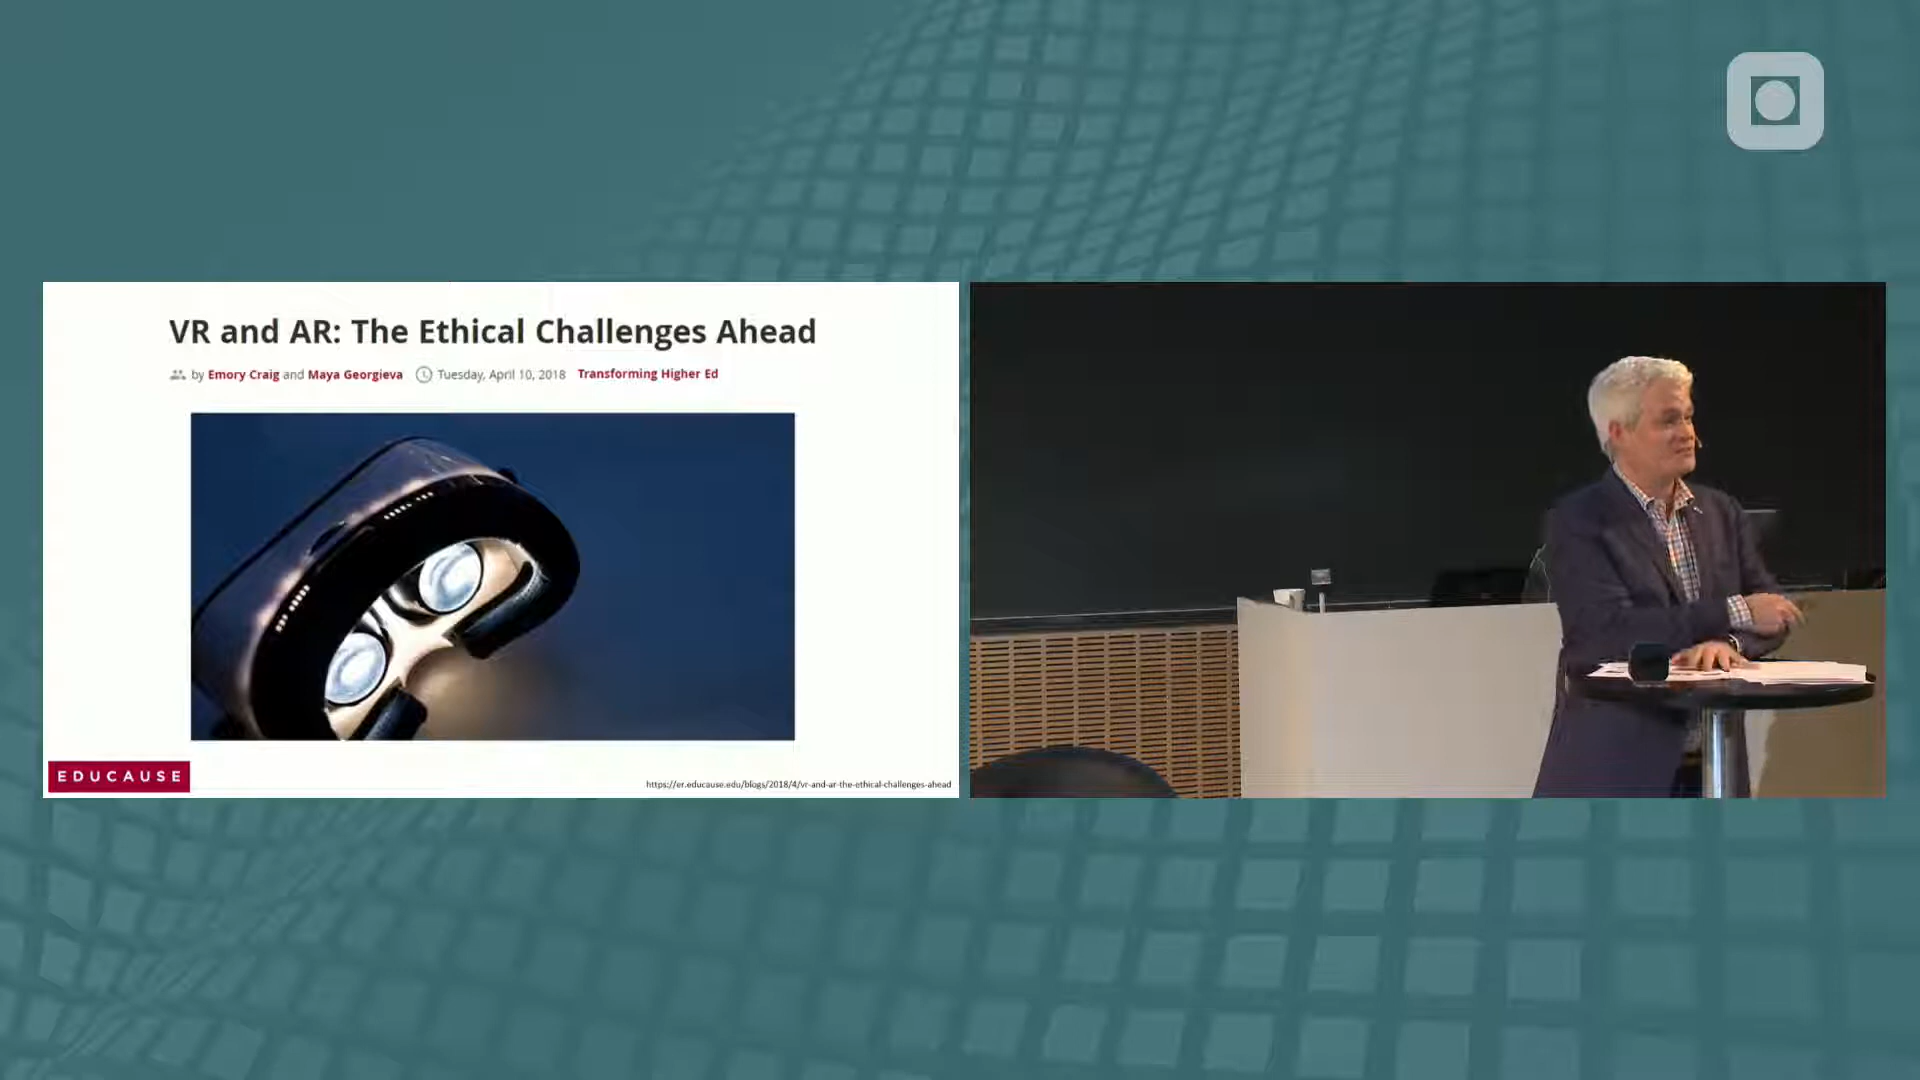 VR and AR: The Ethical Challenges Ahead
by Emory Craig and Maya Georgieva Tuesday, April 10, 2018 Transforming Higher Ed
EDUCAUSE
https://er.educause.edu/blogs/2018/4/vr-and-ar-the-ethical-challenges-ahead